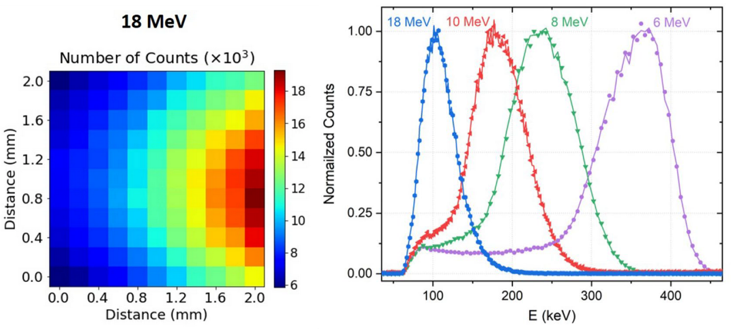 18 MeV
Number of Counts (×10³)
Distance (mm)
2.0
1.6
1.2
0.8
0.4
0.0
0.0 0.4 0.8 1.2 1.6 2.0
Distance (mm)
18
16
14
12
10
8
6
18 MeV 10 MeV 8 MeV 6 MeV
Normailzed Counts
1.00
0.75
0.50
0.25
0.00
100 200 300 400
E (keV)